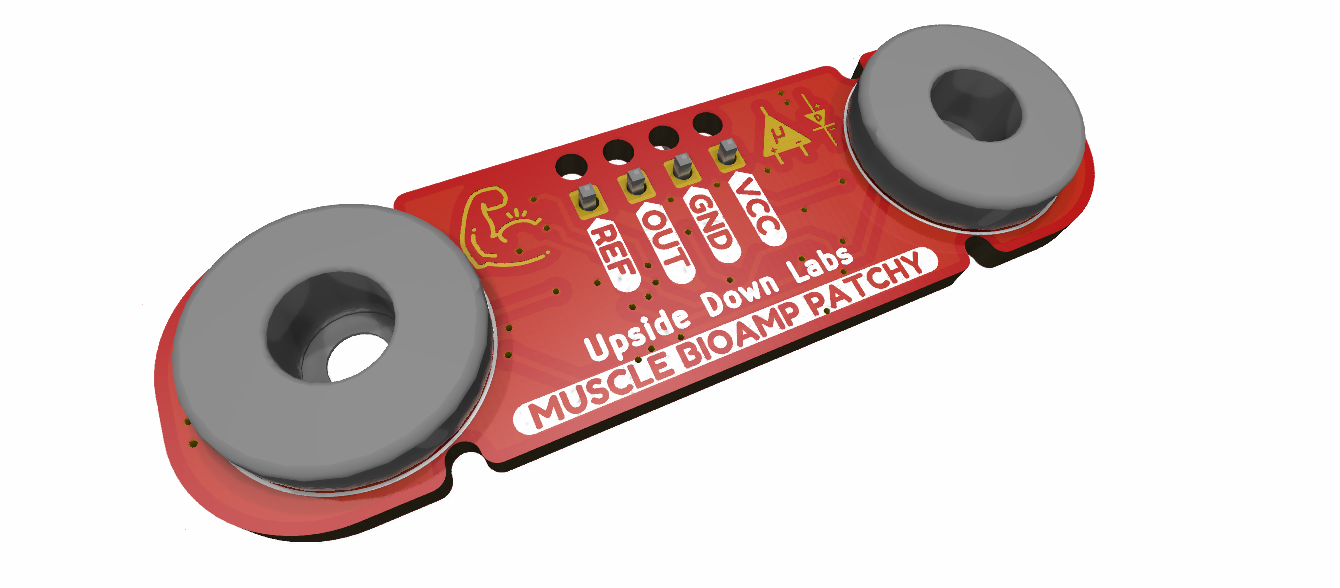 REF
OUT
GND
VCC
Upside Down Labs
MUSCLE BIOAMP PATCHY